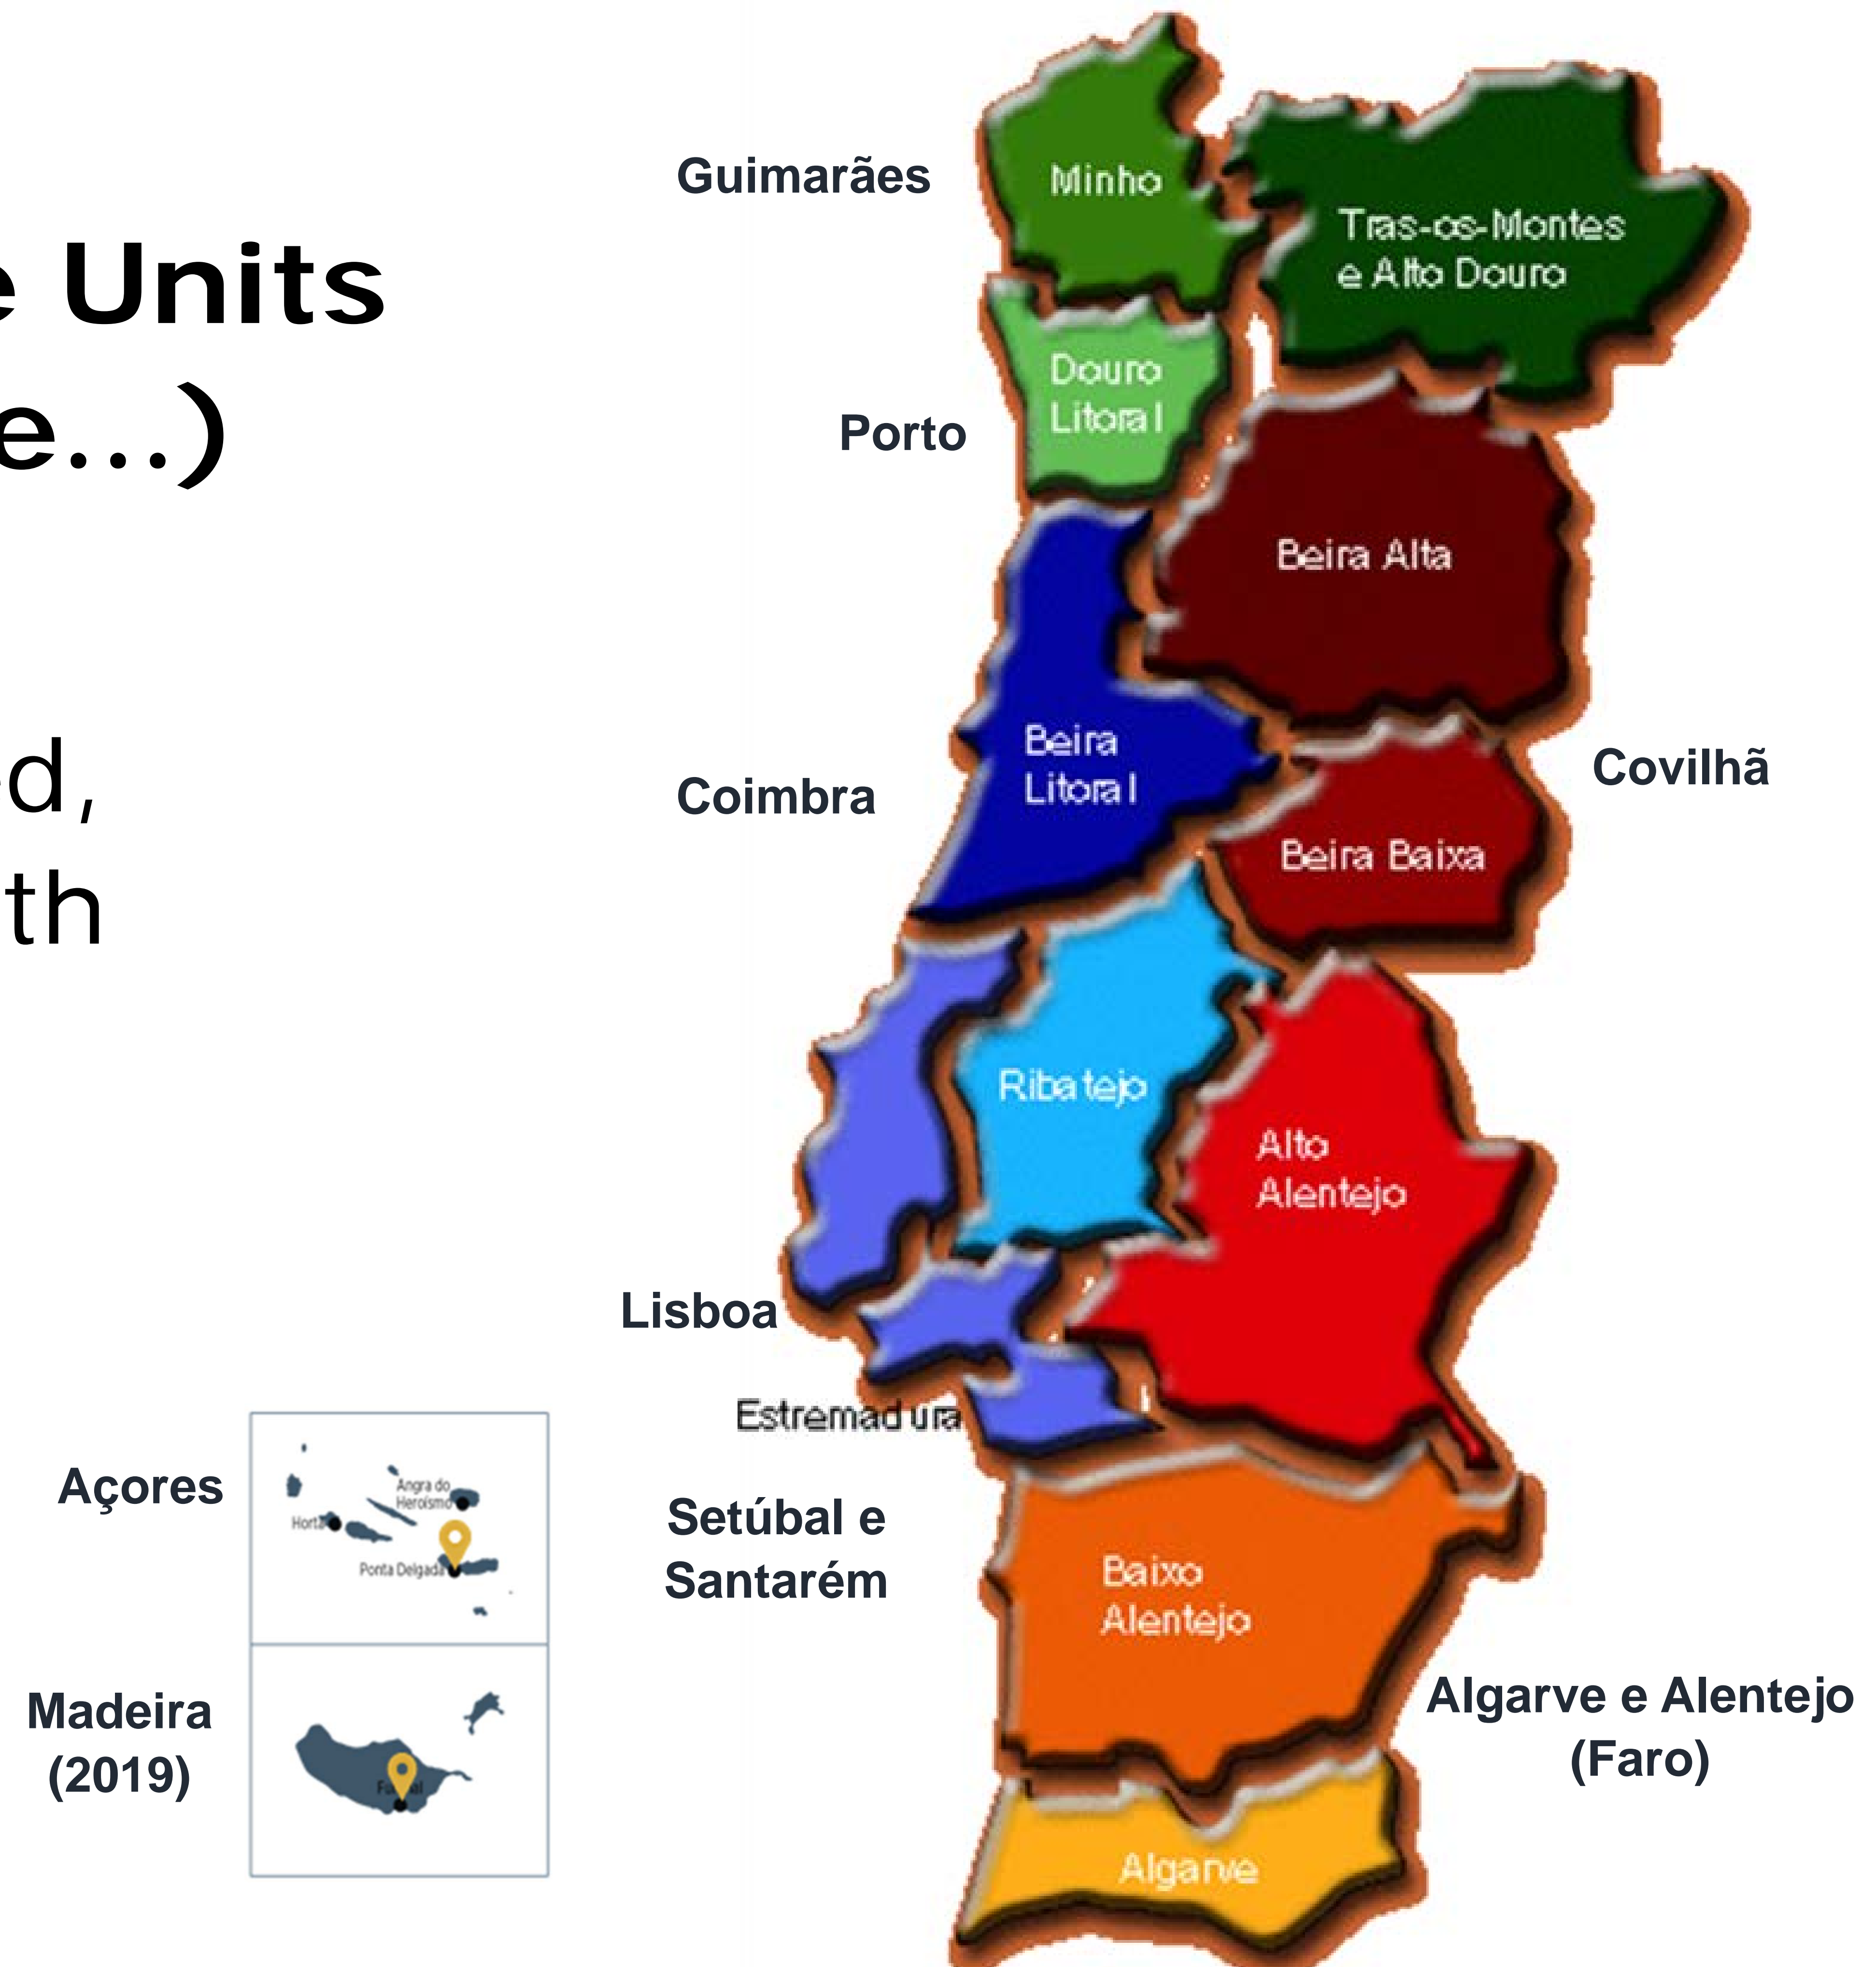 e Units
e...)
ed,
th
Guimarães
Minho
Tras-os-Montes
e Alto Douro
Douro
Litoral
Porto
Beira Alta
Beira
Litoral
Coimbra
Covilhã
Beira Baixa
Ribatejo
Alto
Alentejo
Lisboa
Estremadura
Açores
Angra do
Heroísmo
Horta
Ponta Delgada
Setúbal e
Santarém
Baixo
Alentejo
Madeira
(2019)
Algarve e Alentejo
(Faro)
Algarve